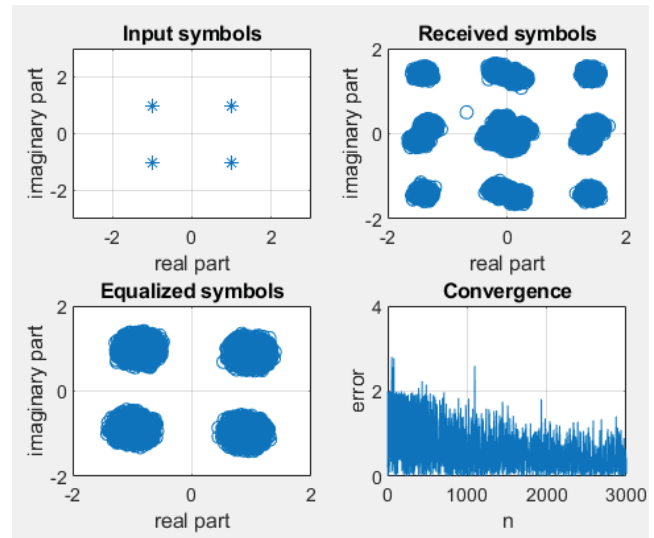 Input symbols
imaginary part
2
0
-2
-2
0
2
real part
Received symbols
imaginary part
2
0
-2
-2
0
2
real part
Equalized symbols
imaginary part
2
0
-2
-2
0
2
real part
Convergence
error
4
2
0
0
1000
2000
3000
n